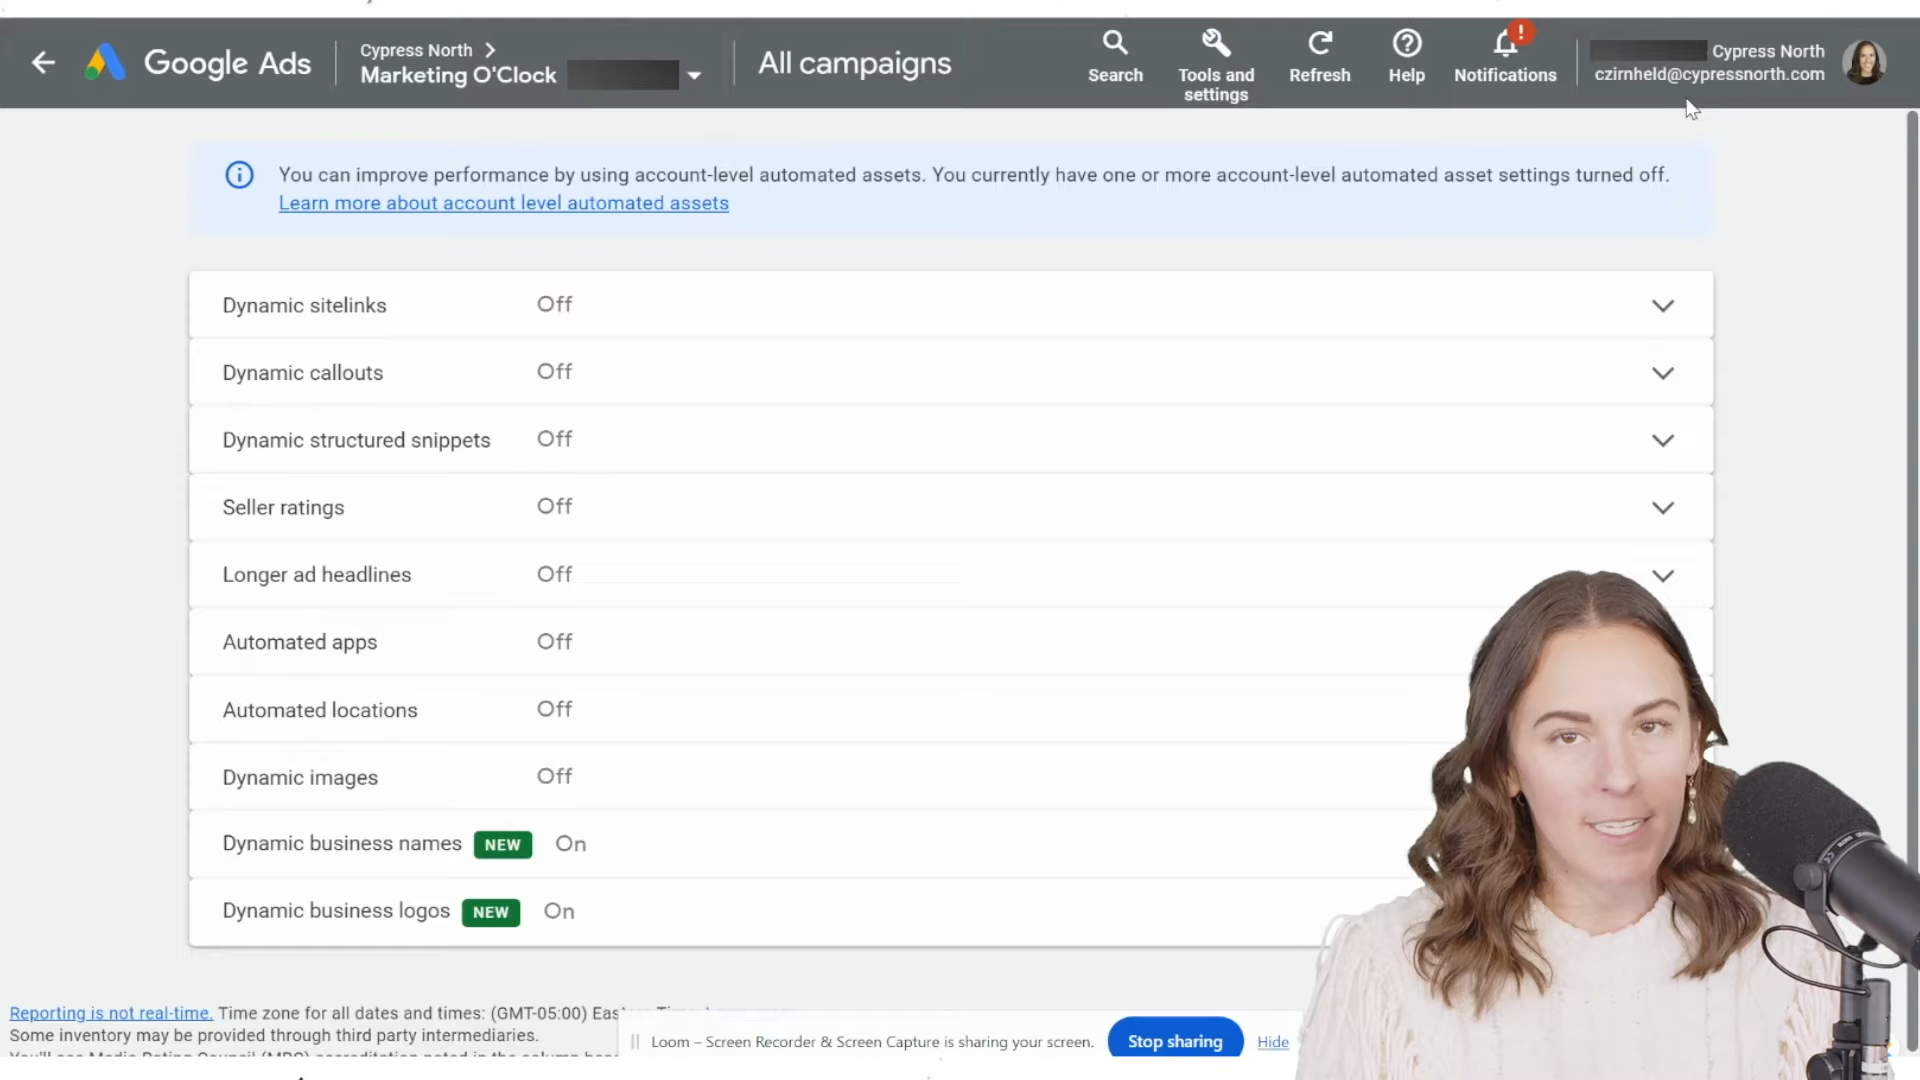 Google Ads
Cypress North
Marketing O'Clock
All campaigns
Search
Tools and
settings
Refresh
Help
!
Notifications
Cypress North
czirnheld@cypressnorth.com
You can improve performance by using account-level automated assets. You currently have one or more account-level automated asset settings turned off.
Learn more about account level automated assets
Dynamic sitelinks Off
Dynamic callouts Off
Dynamic structured snippets Off
Seller ratings Off
Longer ad headlines Off
Automated apps Off
Automated locations Off
Dynamic images Off
Dynamic business names NEW On
Dynamic business logos NEW On
Reporting is not real-time. Time zone for all dates and times: (GMT-05:00)
Some inventory may be provided through third party intermediaries.
Loom – Screen Recorder & Screen Capture is sharing your screen.
Stop sharing
Hide